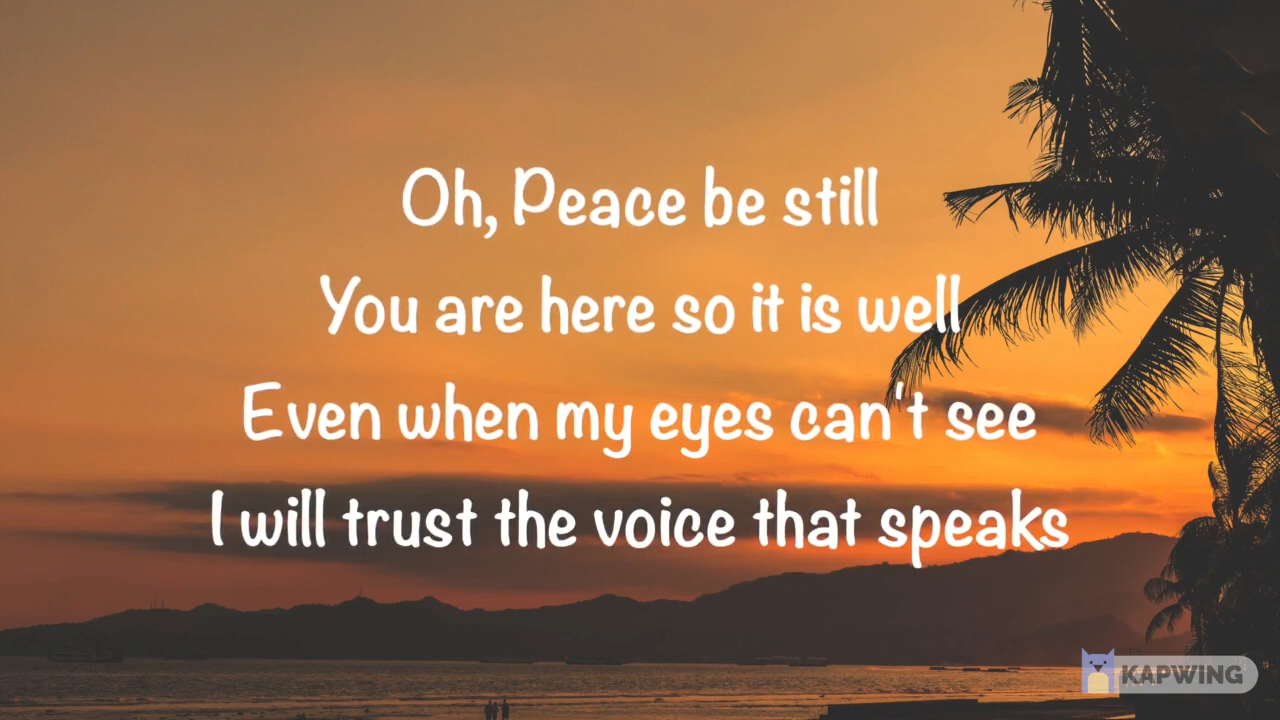 Oh, Peace be still
You are here so it is well
Even when my eyes can't see
I will trust the voice that speaks
KAPWING